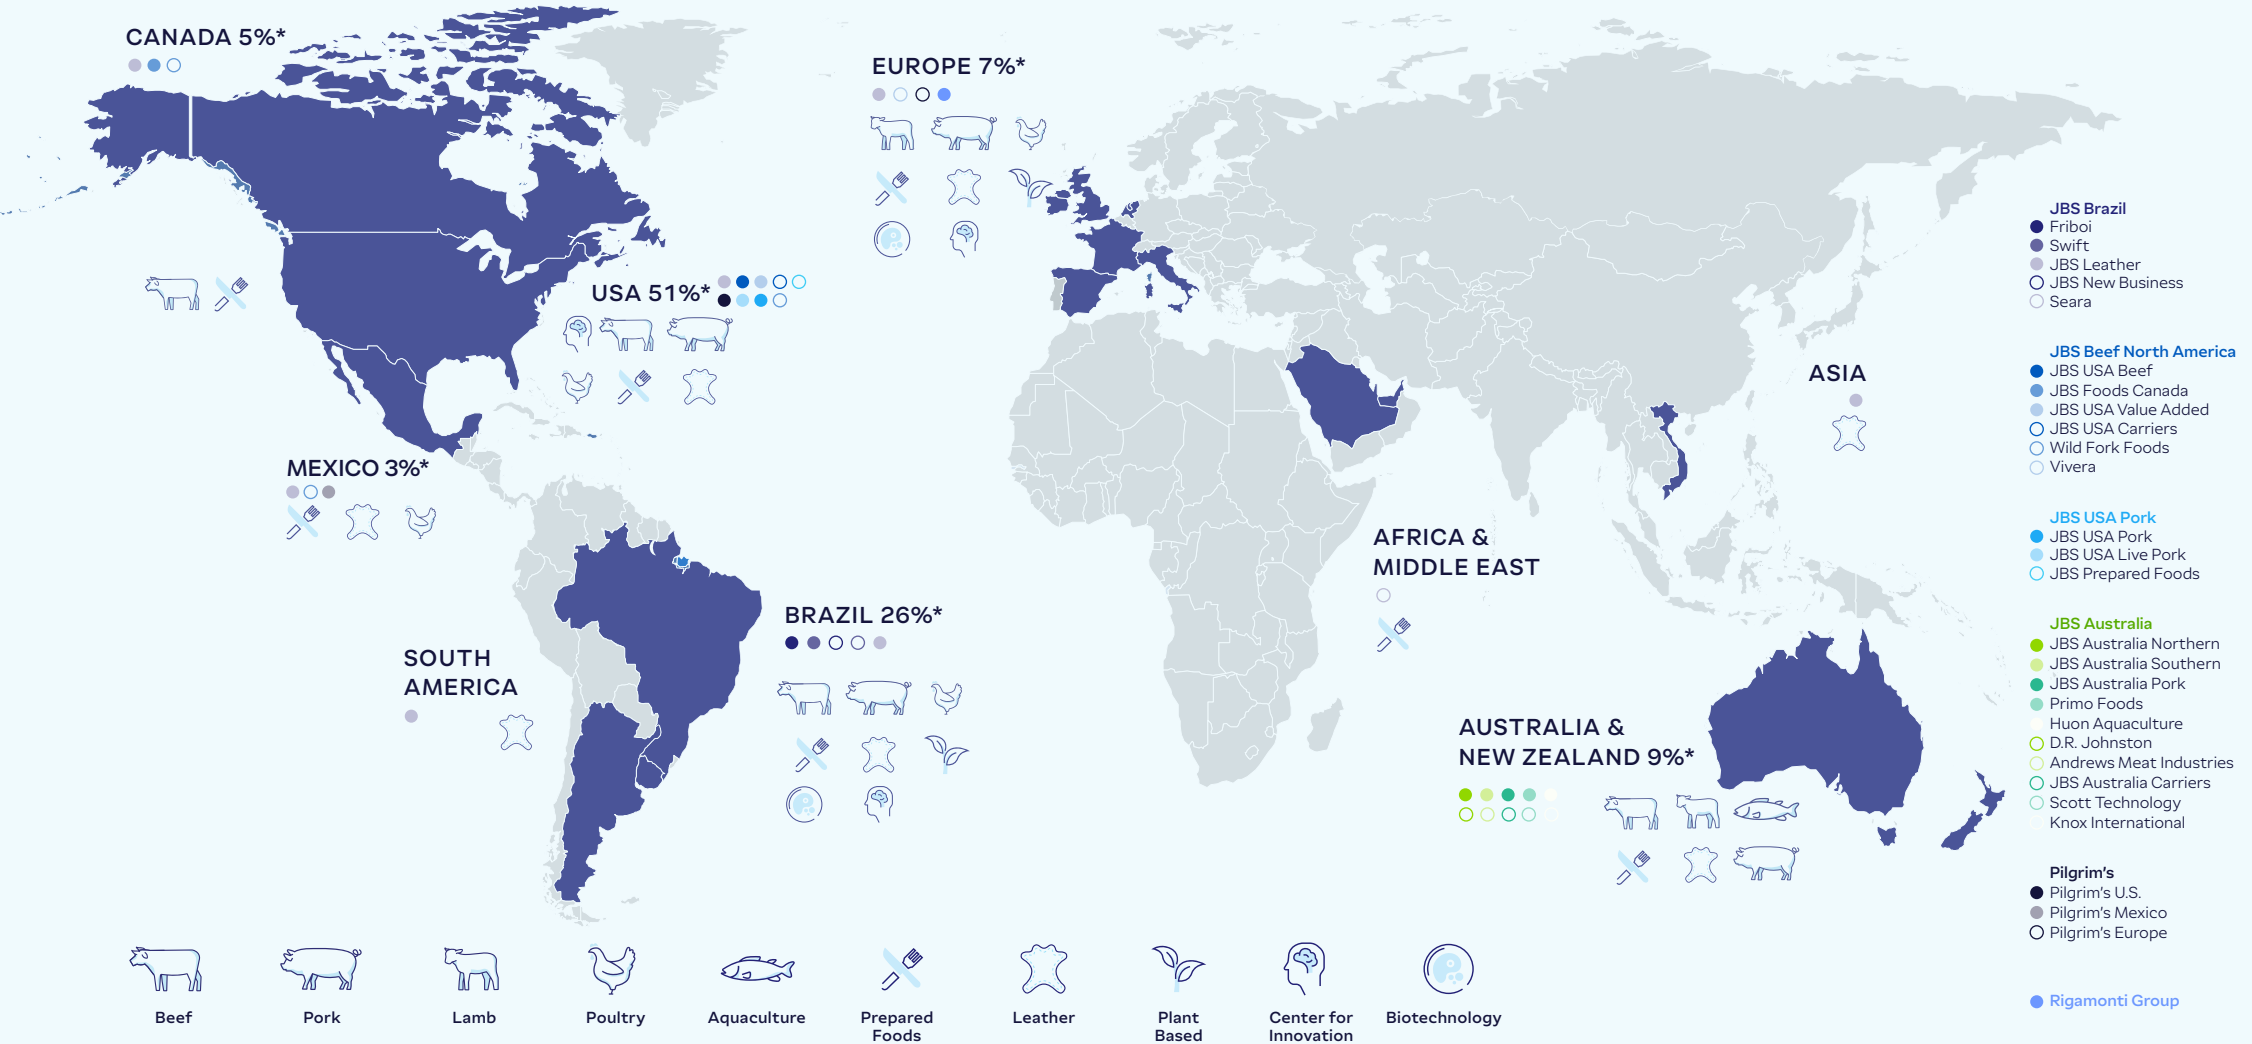 CANADA 5%*
EUROPE 7%*
USA 51%*
MEXICO 3%*
BRAZIL 26%*
SOUTH
AMERICA
AFRICA &
MIDDLE EAST
ASIA
AUSTRALIA &
NEW ZEALAND 9%*
JBS Brazil
Friboi
Swift
JBS Leather
JBS New Business
Seara
JBS Beef North America
JBS USA Beef
JBS Foods Canada
JBS USA Value Added
JBS USA Carriers
Wild Fork Foods
Vivera
JBS USA Pork
JBS USA Pork
JBS USA Live Pork
JBS Prepared Foods
JBS Australia
JBS Australia Northern
JBS Australia Southern
JBS Australia Pork
Primo Foods
Huon Aquaculture
D.R. Johnston
Andrews Meat Industries
JBS Australia Carriers
Scott Technology
Knox International
Pilgrim's
Pilgrim's U.S.
Pilgrim's Mexico
Pilgrim's Europe
Rigamonti Group
Beef
Pork
Lamb
Poultry
Aquaculture
Prepared
Foods
Leather
Plant
Based
Center for
Innovation
Biotechnology